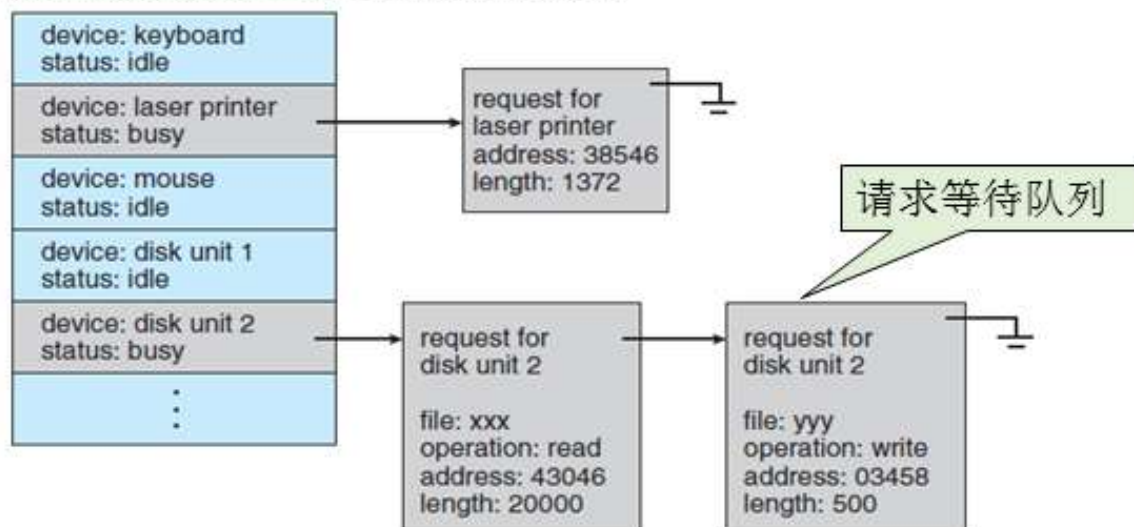 device: keyboard
status: idle
device: laser printer
status: busy
device: mouse
status: idle
device: disk unit 1
status: idle
device: disk unit 2
status: busy
request for
laser printer
address: 38546
length: 1372
请求等待队列
request for
disk unit 2
file: xxx
operation: read
address: 43046
length: 20000
request for
disk unit 2
file: yyy
operation: write
address: 03458
length: 500